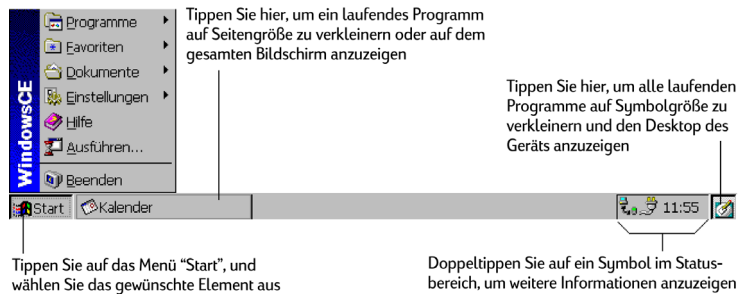 Programme
Favoriten
Dokumente
Einstellungen
Hilfe
Ausführen...
Beenden
WindowsCE
Tippen Sie hier, um ein laufendes Programm
auf Seitengröße zu verkleinern oder auf dem
gesamten Bildschirm anzuzeigen
Tippen Sie hier, um alle laufenden
Programme auf Symbolgröße zu
verkleinern und den Desktop des
Geräts anzuzeigen
Start
Kalender
11:55
Tippen Sie auf das Menü “Start”, und
wählen Sie das gewünschte Element aus
Doppeltippen Sie auf ein Symbol im Status-
bereich, um weitere Informationen anzuzeigen